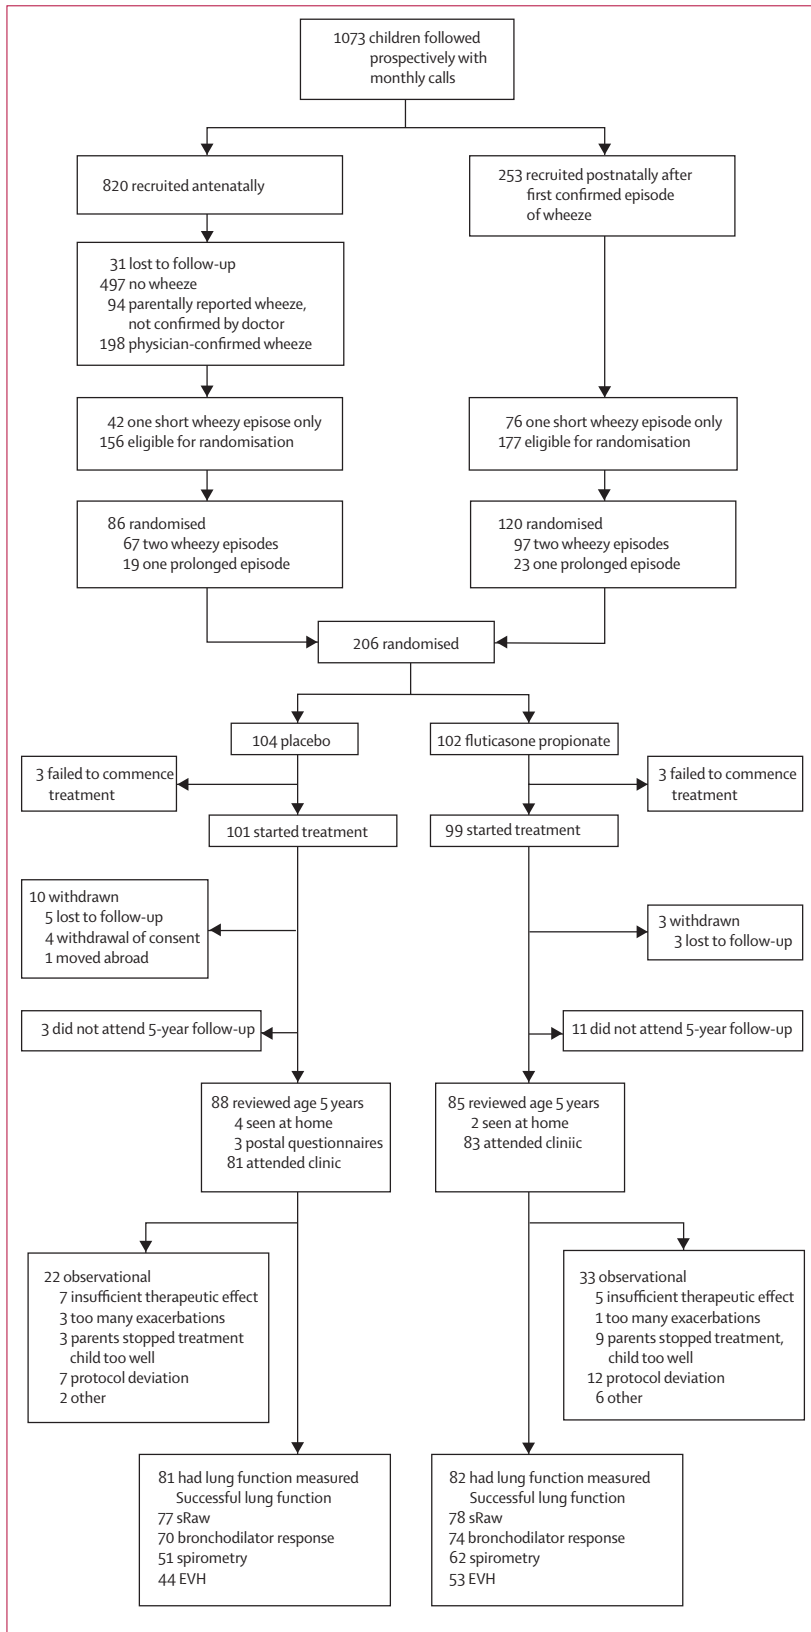 1073 children followed
prospectively with
monthly calls
820 recruited antenatally
253 recruited postnatally after
first confirmed episode
of wheeze
31 lost to follow-up
497 no wheeze
94 parentally reported wheeze,
not confirmed by doctor
198 physician-confirmed wheeze
42 one short wheezy episose only
156 eligible for randomisation
76 one short wheezy episode only
177 eligible for randomisation
86 randomised
67 two wheezy episodes
19 one prolonged episode
120 randomised
97 two wheezy episodes
23 one prolonged episode
206 randomised
104 placebo
102 fluticasone propionate
3 failed to commence
treatment
3 failed to commence
treatment
101 started treatment
99 started treatment
10 withdrawn
5 lost to follow-up
4 withdrawal of consent
1 moved abroad
3 withdrawn
3 lost to follow-up
3 did not attend 5-year follow-up
11 did not attend 5-year follow-up
88 reviewed age 5 years
4 seen at home
3 postal questionnaires
81 attended clinic
85 reviewed age 5 years
2 seen at home
83 attended cliniic
22 observational
7 insufficient therapeutic effect
3 too many exacerbations
3 parents stopped treatment
child too well
7 protocol deviation
2 other
33 observational
5 insufficient therapeutic effect
1 too many exacerbations
9 parents stopped treatment,
child too well
12 protocol deviation
6 other
81 had lung function measured
Successful lung function
77 sRaw
70 bronchodilator response
51 spirometry
44 EVH
82 had lung function measured
Successful lung function
78 sRaw
74 bronchodilator response
62 spirometry
53 EVH